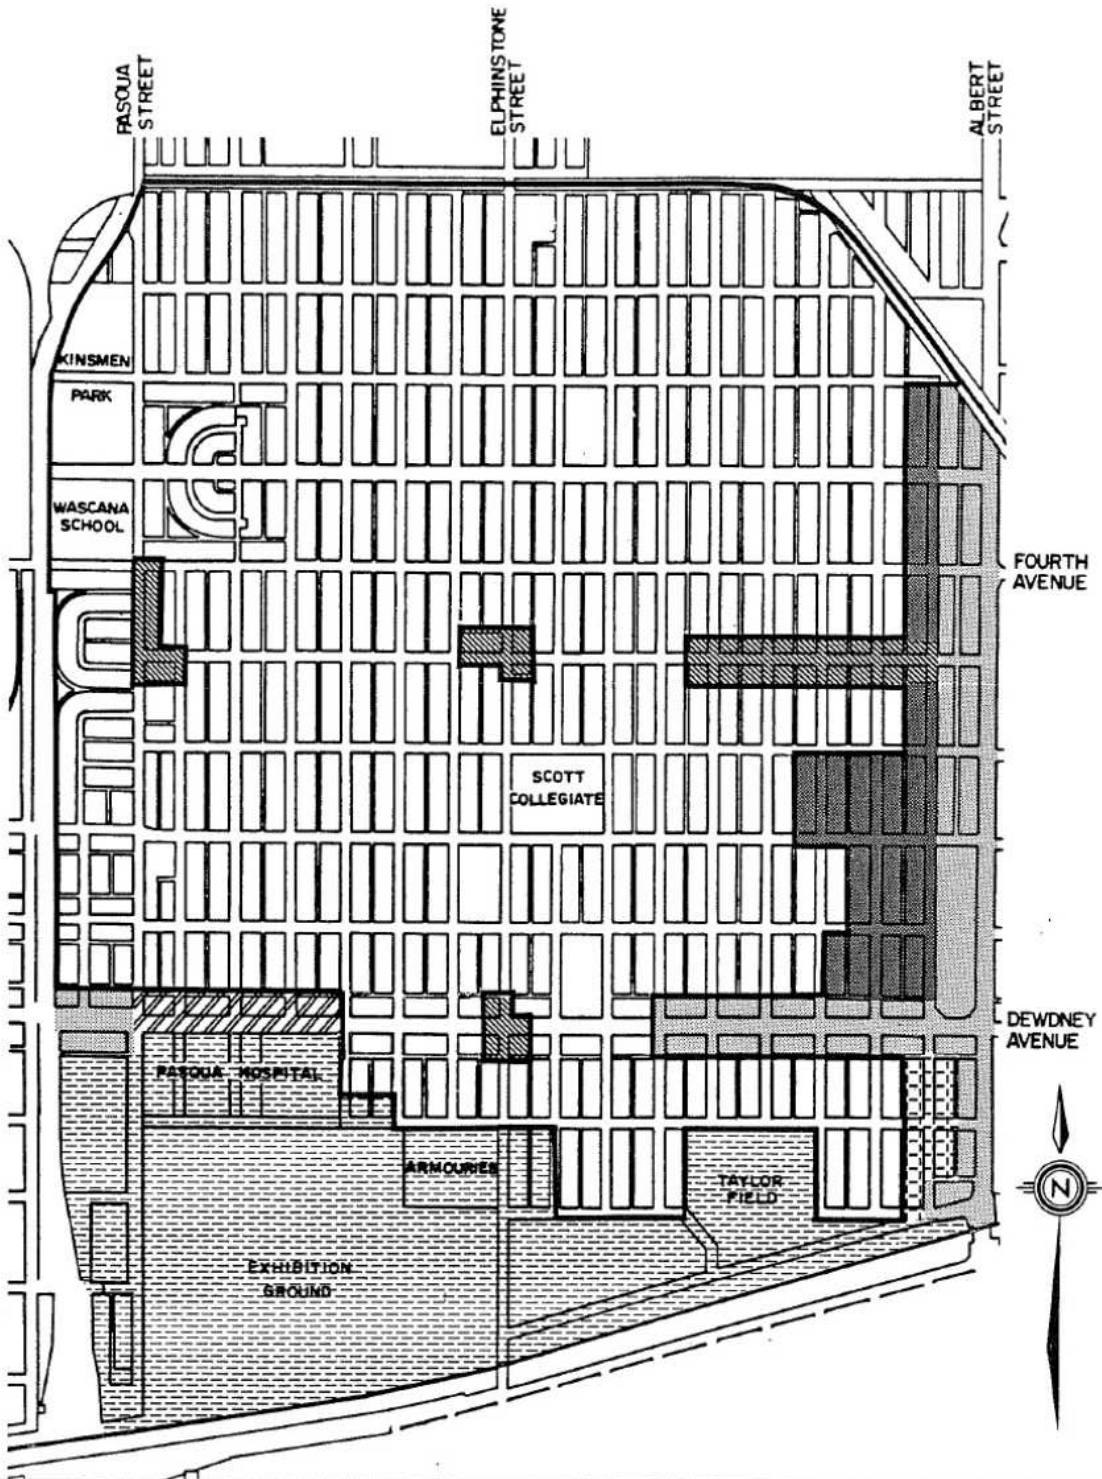 PASQUA
STREET
ELPHINSTONE
STREET
ALBERT
STREET
KINSMEN
PARK
WASCANA
SCHOOL
FOURTH
AVENUE
SCOTT
COLLEGIATE
DEWDNEY
AVENUE
PASQUA HOSPITAL
ARMOURIES
TAYLOR
FIELD
N
EXHIBITION
GROUND